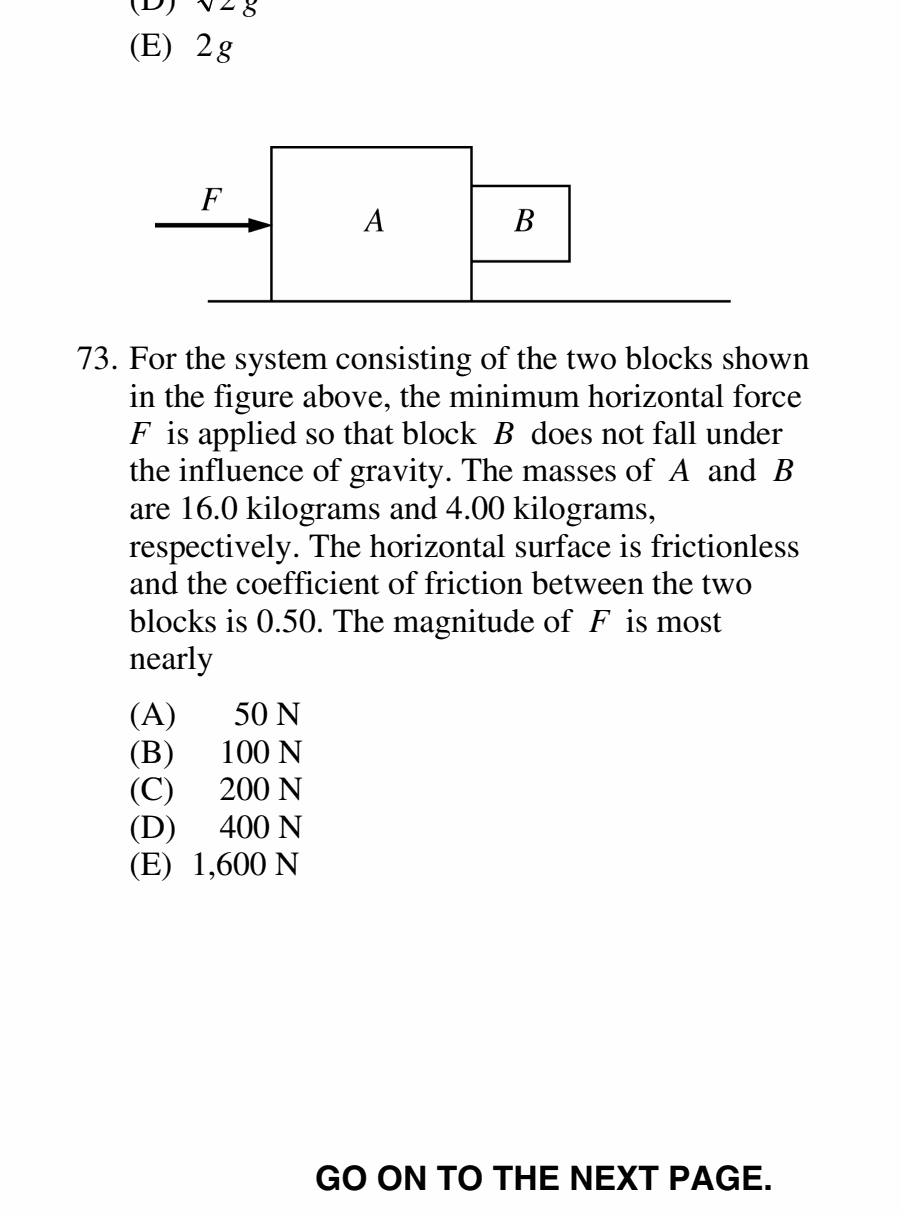 (E) 2g
F
A
B
73. For the system consisting of the two blocks shown
in the figure above, the minimum horizontal force
F is applied so that block B does not fall under
the influence of gravity. The masses of A and B
are 16.0 kilograms and 4.00 kilograms,
respectively. The horizontal surface is frictionless
and the coefficient of friction between the two
blocks is 0.50. The magnitude of F is most
nearly
(A) 50 N
(B) 100 N
(C) 200 N
(D) 400 N
(E) 1,600 N
GO ON TO THE NEXT PAGE.